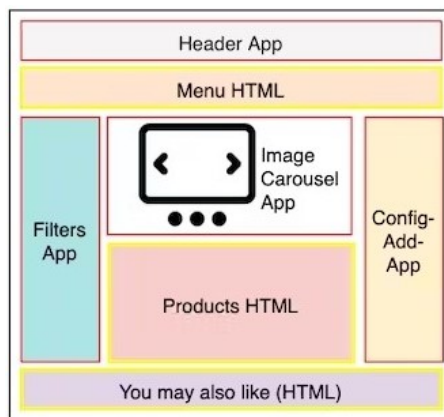 Header App
Menu HTML
Filters
App
Image
Carousel
App
Config-
Add-
App
Products HTML
You may also like (HTML)